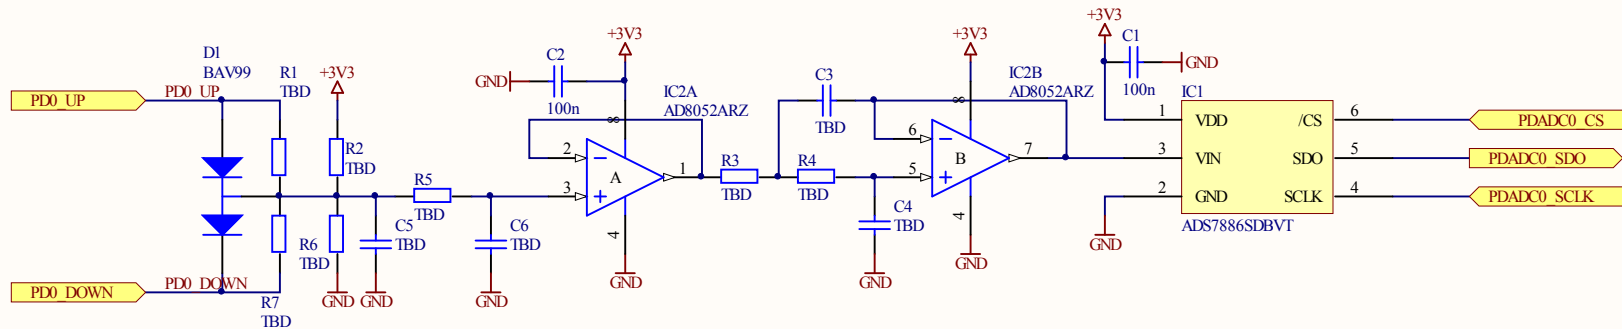 PD0_UP
PD0_UP
D1
BAV99
R1
TBD
+3V3
R2
TBD
R5
TBD
C5
TBD
R6
TBD
GND
GND
PD0_DOWN
PD0_DOWN
R7
TBD
C6
TBD
GND
C2
GND
100n
+3V3
IC2A
AD8052ARZ
8
2
3
A
1
4
GND
R3
TBD
R4
TBD
C3
TBD
C4
TBD
GND
+3V3
IC2B
AD8052ARZ
8
6
5
B
7
4
GND
+3V3
C1
GND
100n
IC1
1
VDD
/CS
6
PDADC0_CS
3
VIN
SDO
5
PDADC0_SDO
2
GND
SCLK
4
PDADC0_SCLK
ADS7886SDBVT
GND